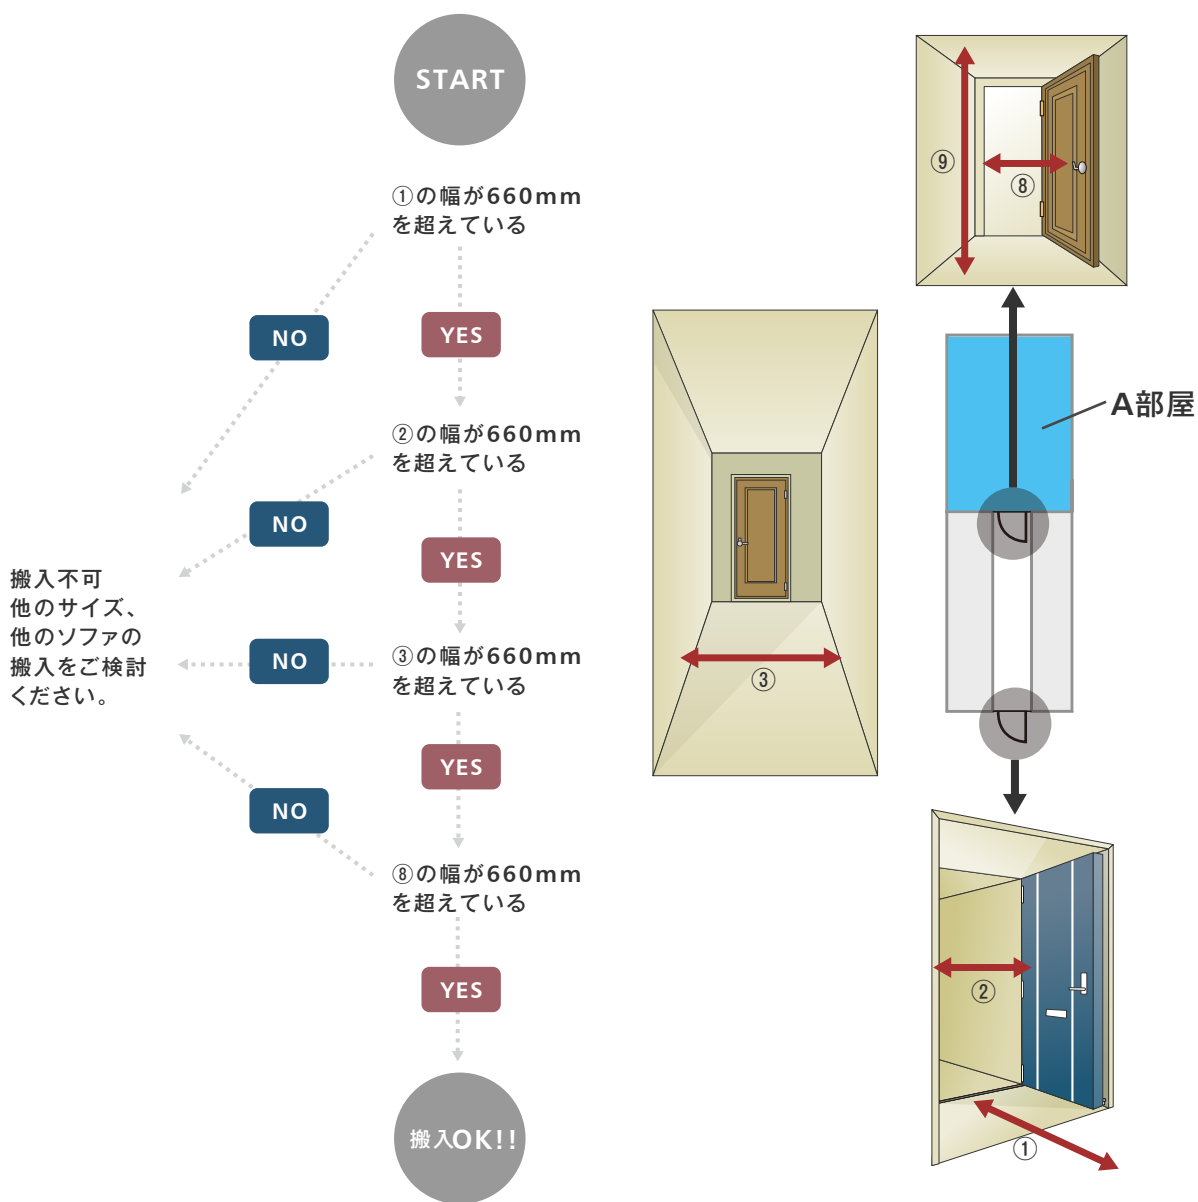 START
①の幅が660mm
を超えている
NO
YES
②の幅が660mm
を超えている
NO
YES
搬入不可
他のサイズ、
他のソファの
搬入をご検討
ください。
③の幅が660mm
を超えている
NO
YES
⑧の幅が660mm
を超えている
NO
YES
搬入OK!!
③
⑨
⑧
A部屋
②
①